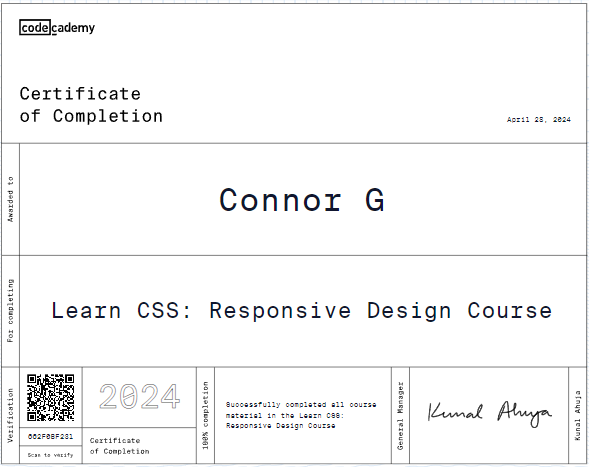 codecademy
Certificate
of Completion
April 23, 2024
Awarded to
Connor G
For completing
Learn CSS: Responsive Design Course
Verification
662F0BF231
Scan to verify
2024
Certificate
of Completion
100% completion
Successfully completed all course
material in the Learn CSS:
Responsive Design Course
General Manager
Kunal Ahuja
Kunal Ahuja